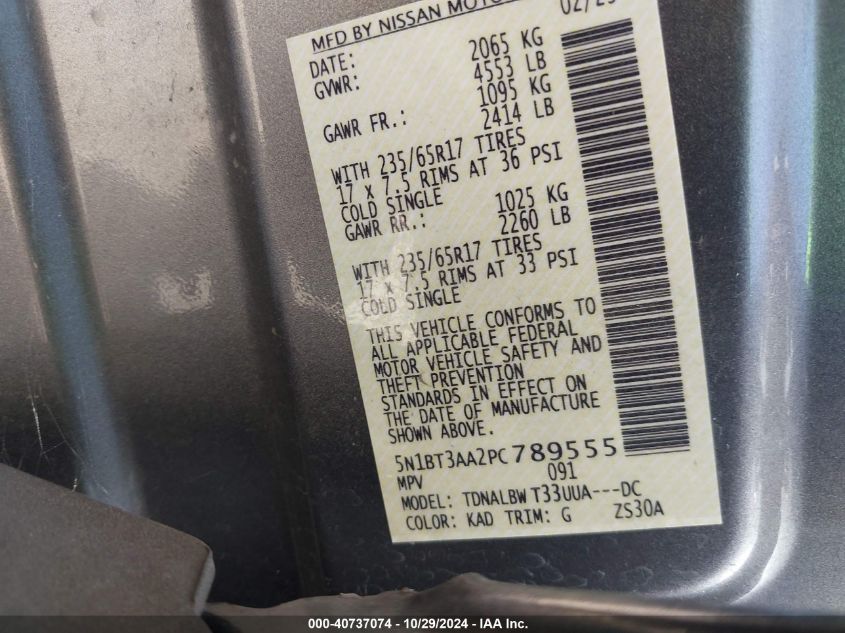 MFD BY NISSAN MOTOR
DATE:
GVWR: 2065 KG
4553 LB
GAWR FR.: 1095 KG
2414 LB
WITH 235/65R17 TIRES
17 x 7.5 RIMS AT 36 PSI
COLD SINGLE
GAWR RR.: 1025 KG
2260 LB
WITH 235/65R17 TIRES
17 x 7.5 RIMS AT 33 PSI
COLD SINGLE
THIS VEHICLE CONFORMS TO
ALL APPLICABLE FEDERAL
MOTOR VEHICLE SAFETY AND
THEFT PREVENTION
STANDARDS IN EFFECT ON
THE DATE OF MANUFACTURE
SHOWN ABOVE.
5N1BT3AA2PC789555
MPV 091
MODEL: TDNALBW T33UUA---DC
COLOR: KAD TRIM: G ZS30A
000-40737074 / 10/29/2024 - IAA Inc.